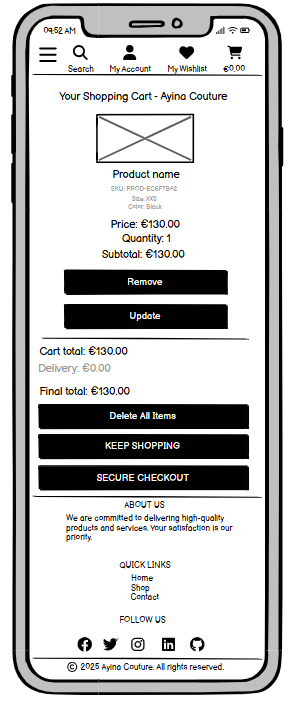 09:52 AM
Search
My Account
My Wishlist
€0.00
Your Shopping Cart - Ayina Couture
Product name
SKU: PROD-EC6F7BA2
Size: XXS
Color: Black
Price: €130.00
Quantity: 1
Subtotal: €130.00
Remove
Update
Cart total: €130.00
Delivery: €0.00
Final total: €130.00
Delete All Items
KEEP SHOPPING
SECURE CHECKOUT
ABOUT US
We are committed to delivering high-quality
products and services. Your satisfaction is our
priority.
QUICK LINKS
Home
Shop
Contact
FOLLOW US
© 2025 Ayina Couture. All rights reserved.